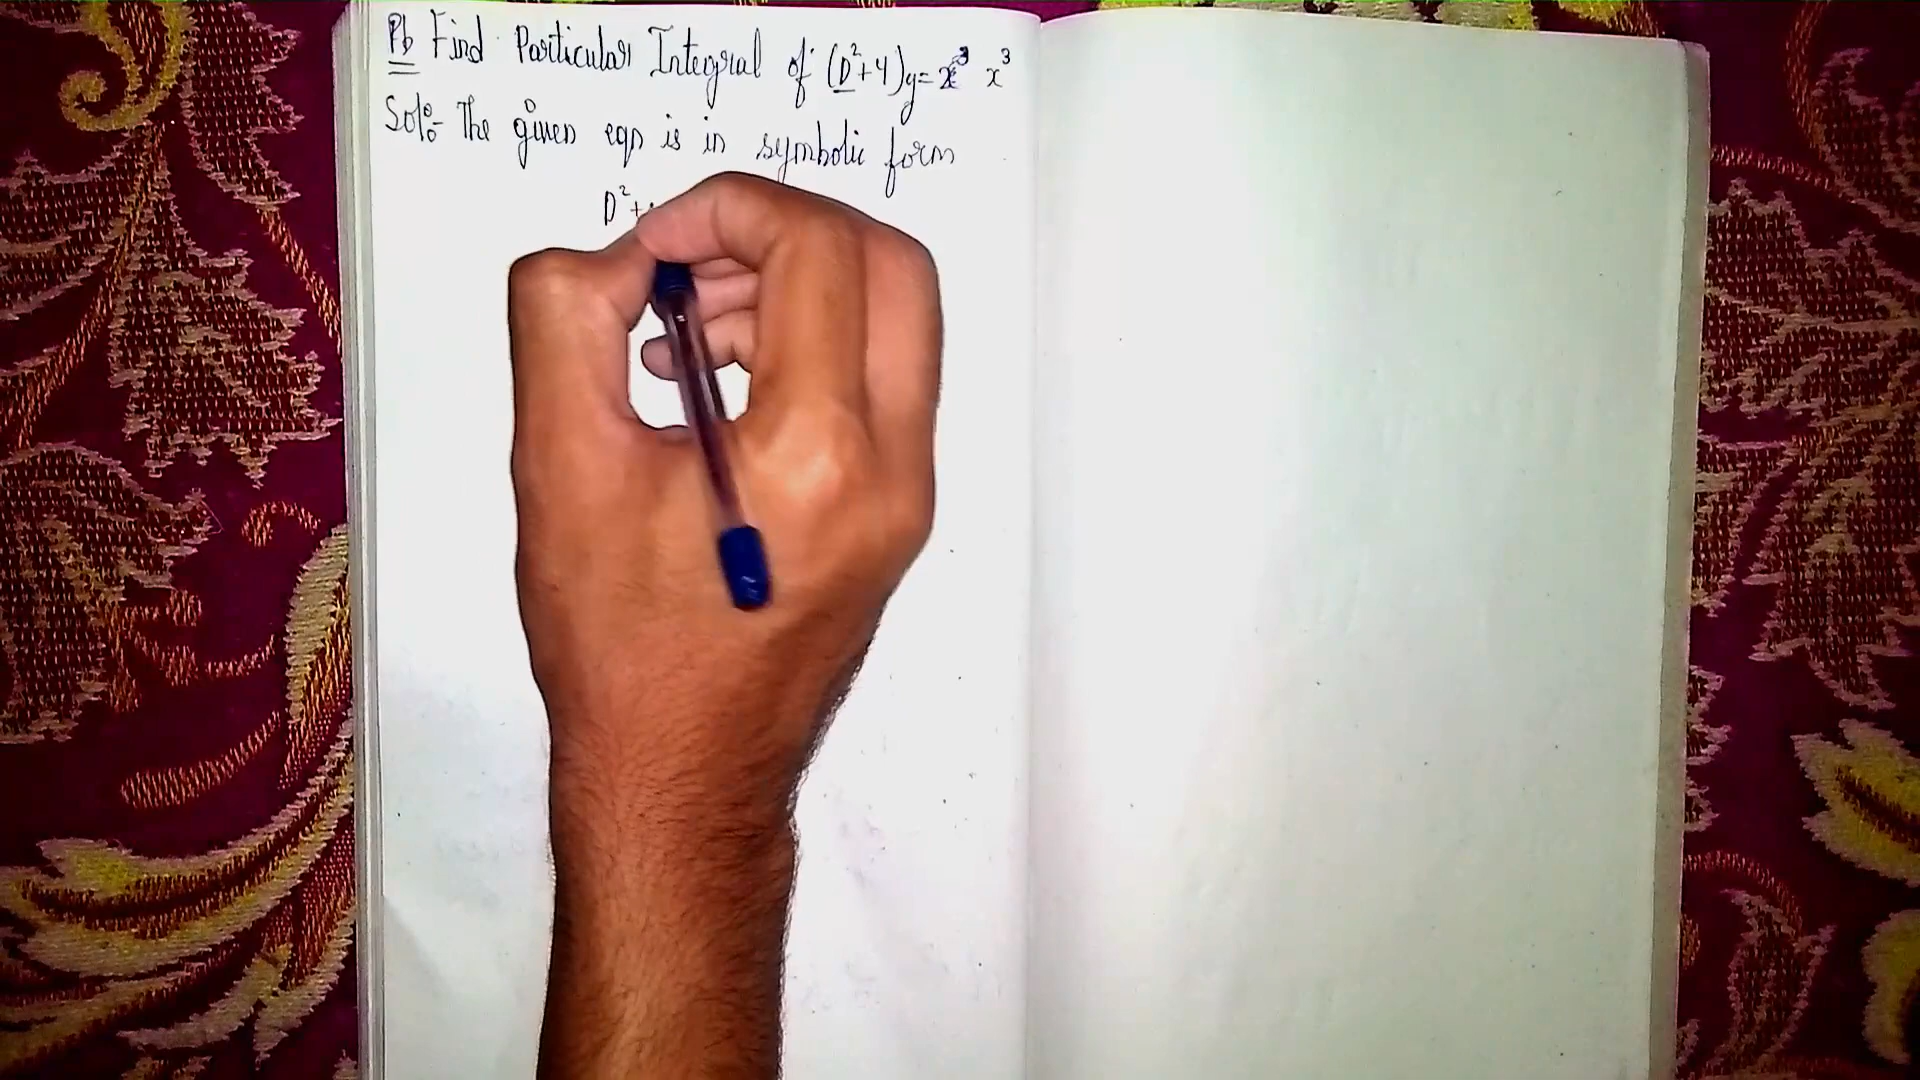 Pb Find Particular Integral of (D²+4)y= x³
Sol:- The given eqn is in symbolic form
D²+